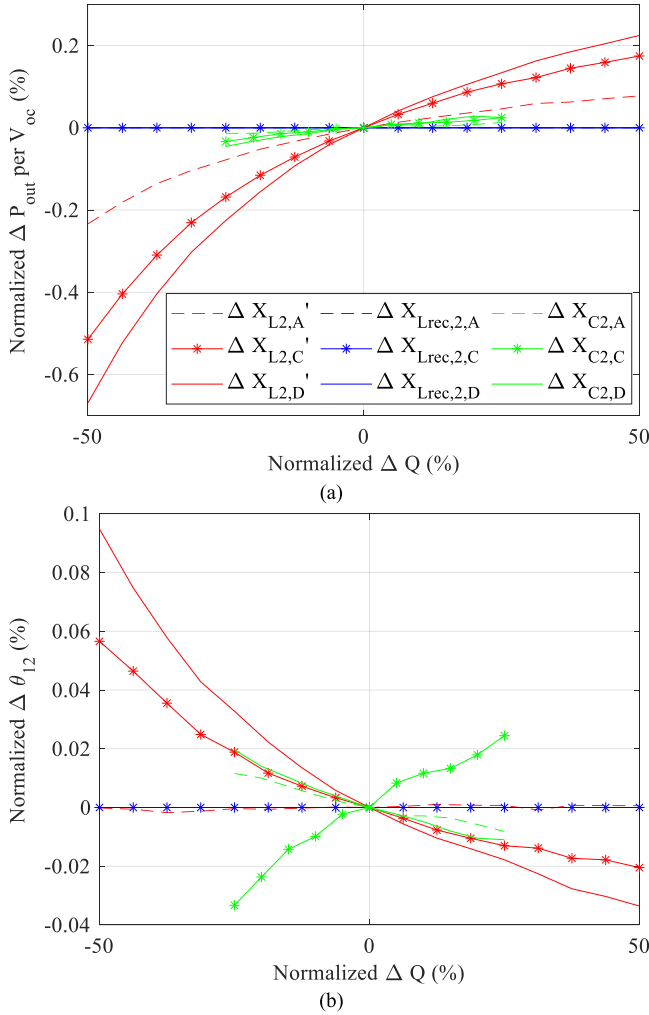 0.2
0
-0.2
-0.4
-0.6
Normalized Δ P_out per V_oc (%)
Δ X_L2,A' Δ X_Lrec,2,A Δ X_C2,A
Δ X_L2,C' Δ X_Lrec,2,C Δ X_C2,C
Δ X_L2,D' Δ X_Lrec,2,D Δ X_C2,D
-50 0 50
Normalized Δ Q (%)
(a)
0.1
0.08
0.06
0.04
0.02
0
-0.02
-0.04
Normalized Δ θ_12 (%)
-50 0 50
Normalized Δ Q (%)
(b)